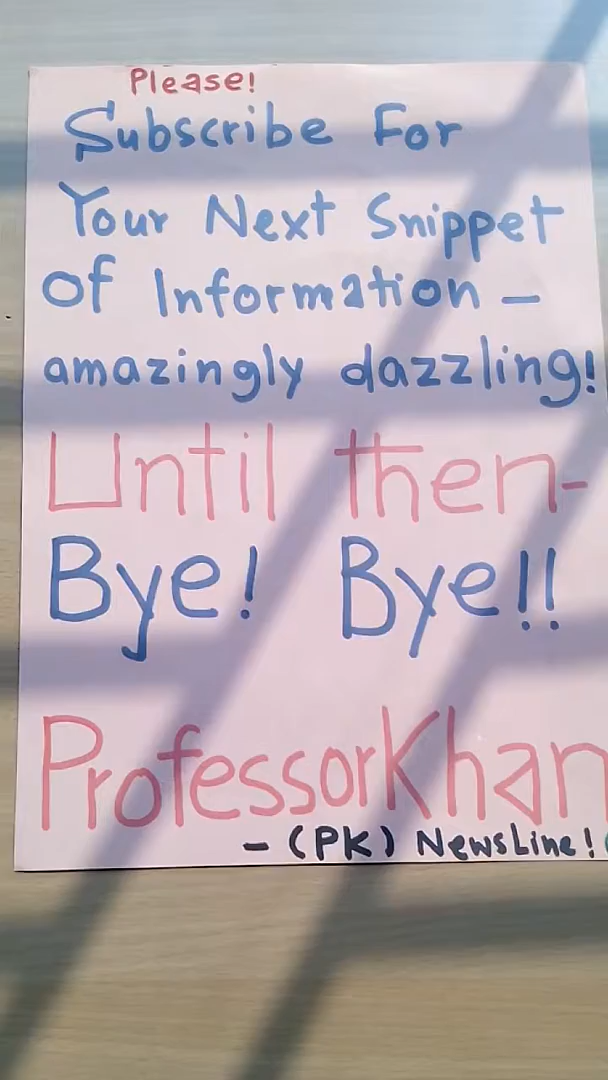 Please!
Subscribe For
Your Next Snippet
of Information –
amazingly dazzling!
Until then-
Bye! Bye!!
ProfessorKhan
– (PK) NewsLine!